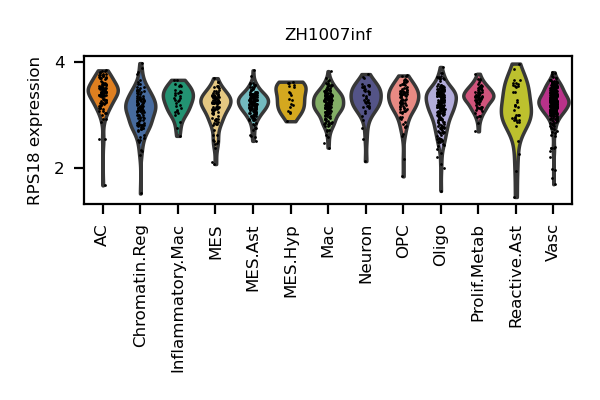 ZH1007inf
RPS18 expression
4
2
AC
Chromatin.Reg
Inflammatory.Mac
MES
MES.Ast
MES.Hyp
Mac
Neuron
OPC
Oligo
Prolif.Metab
Reactive.Ast
Vasc